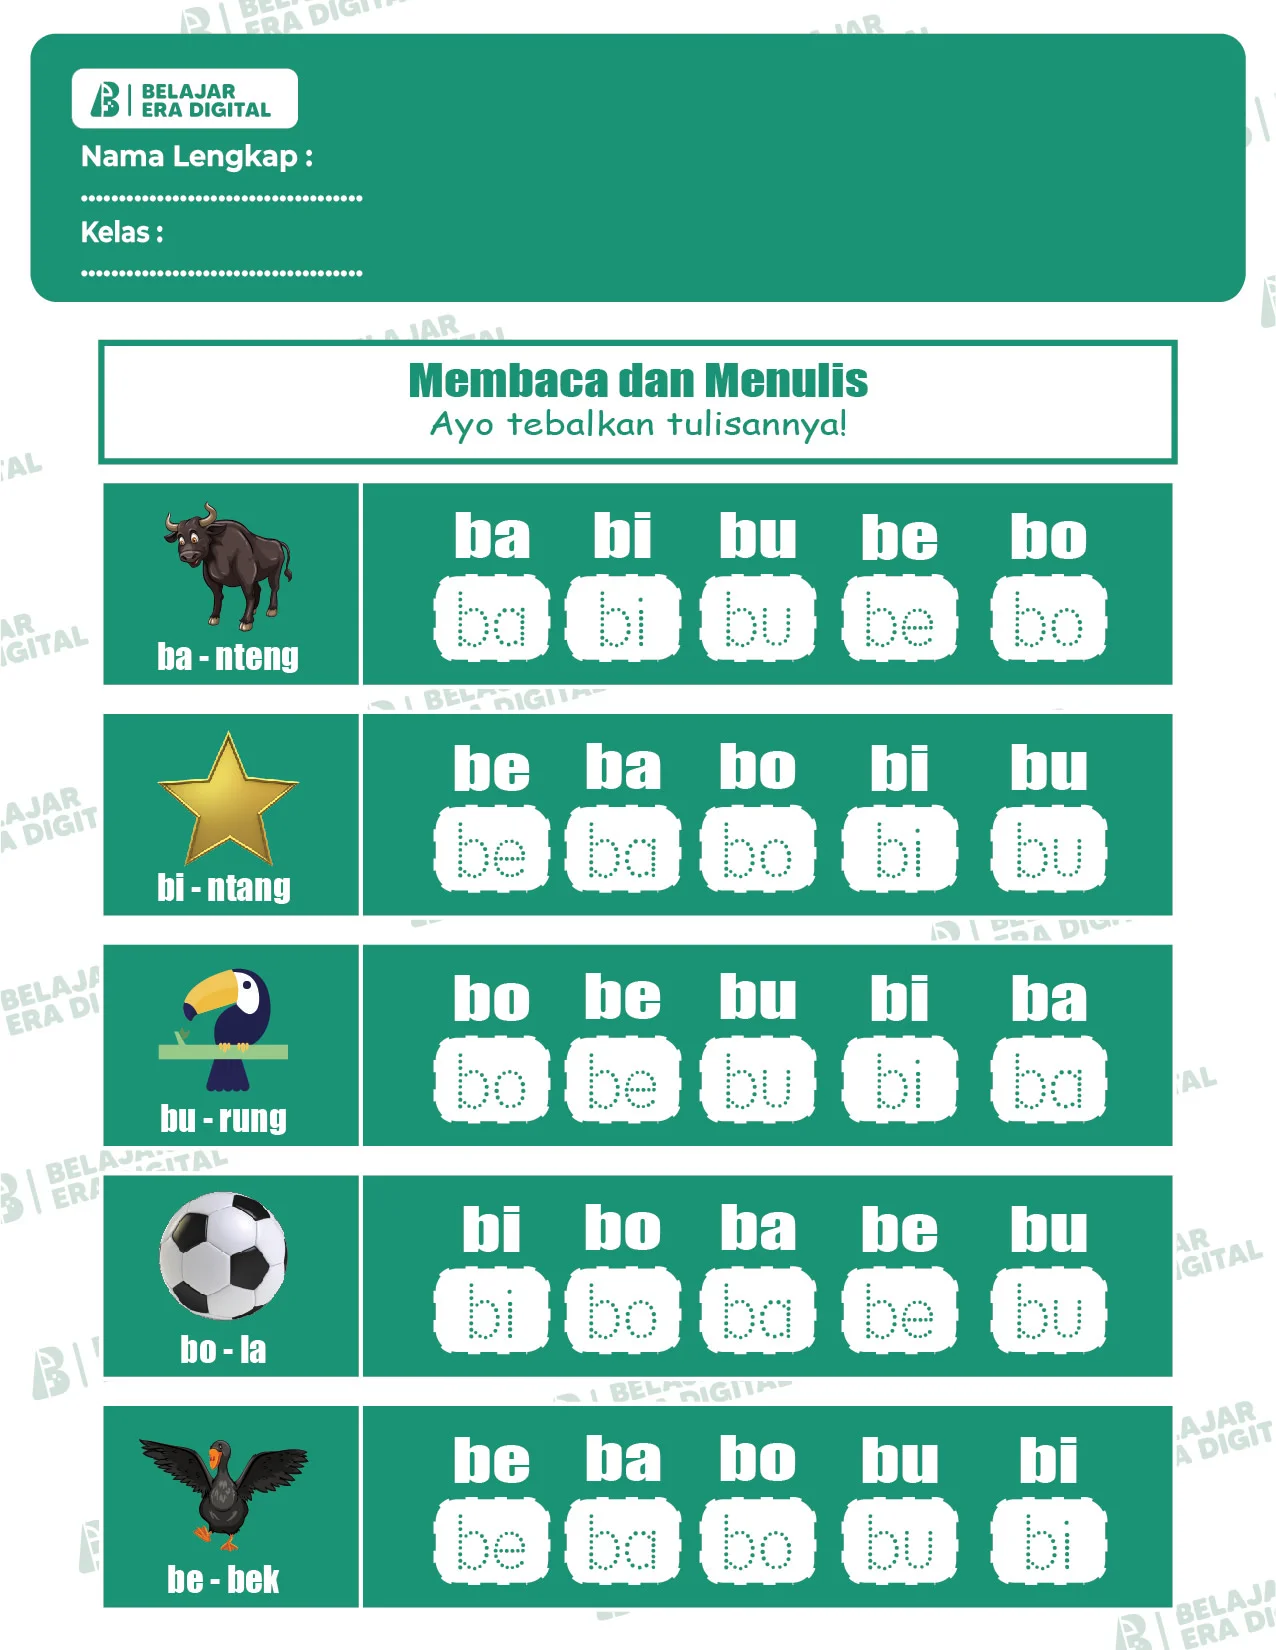 BELAJAR
ERA DIGITAL
Nama Lengkap :
.....................................
Kelas :
.....................................
Membaca dan Menulis
Ayo tebalkan tulisannya!
ba bi bu be bo
ba bi bu be bo
ba - nteng
be ba bo bi bu
be ba bo bi bu
bi - ntang
bo be bu bi ba
bo be bu bi ba
bu - rung
bi bo ba be bu
bi bo ba be bu
bo - la
be ba bo bu bi
be ba bo bu bi
be - bek